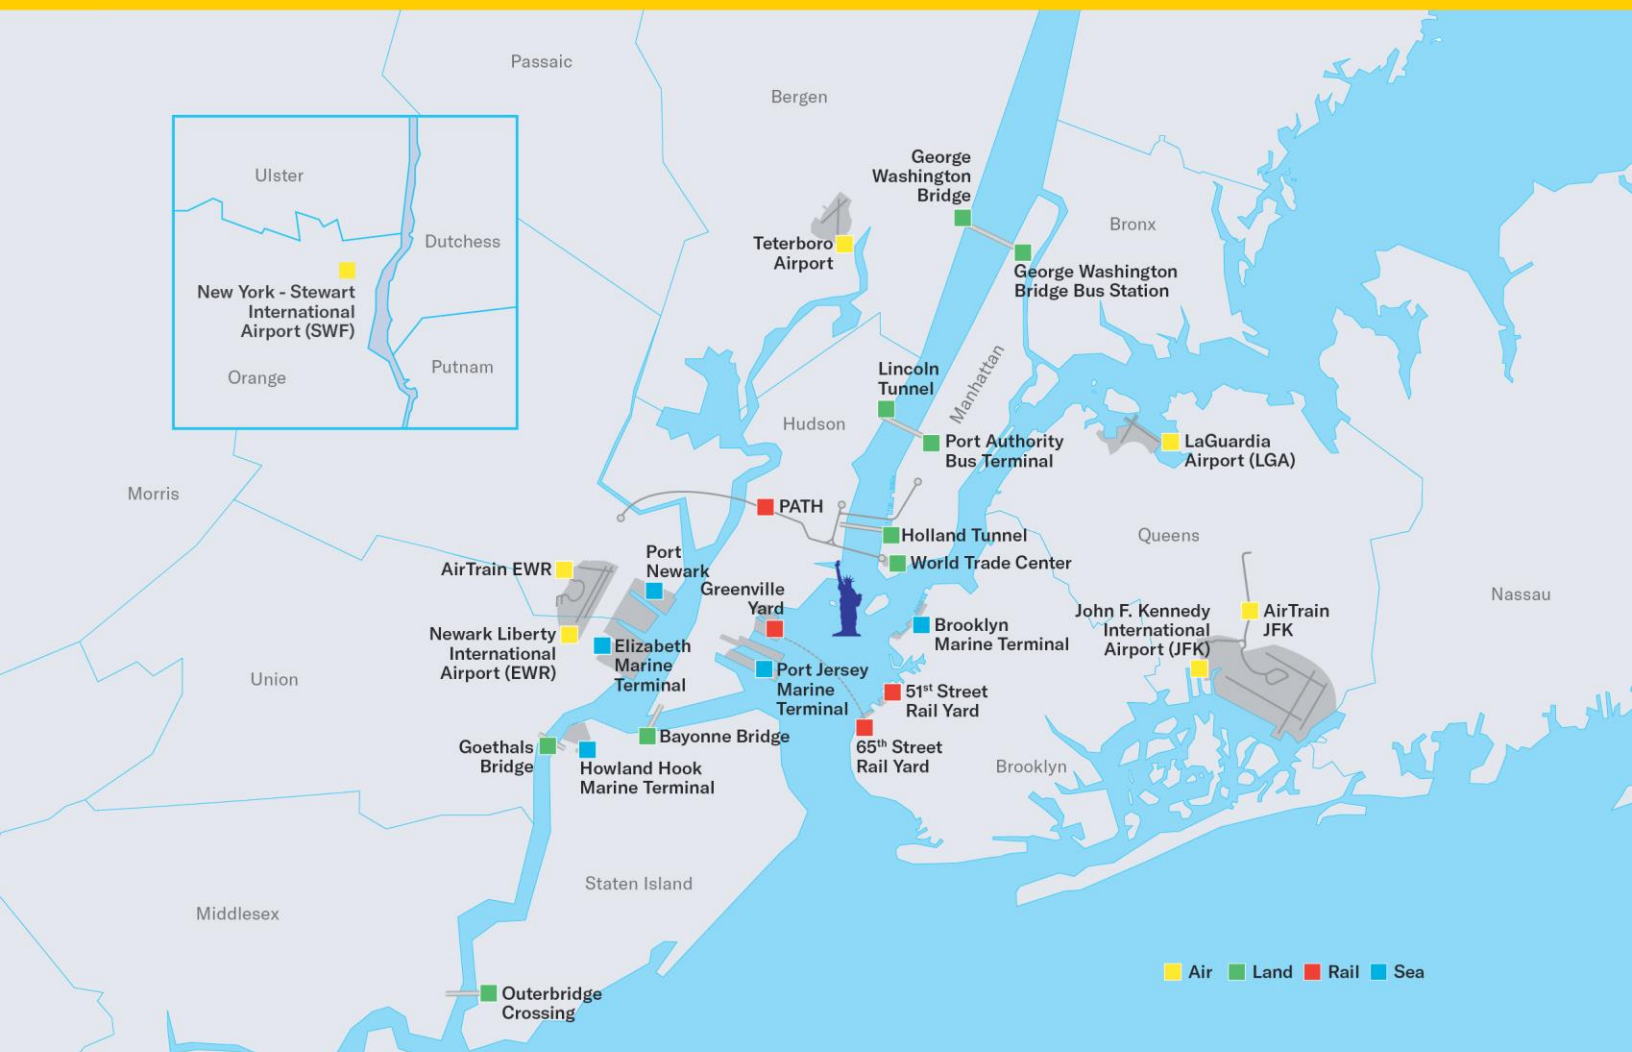 Passaic
Bergen
Ulster
Dutchess
New York - Stewart
International
Airport (SWF)
Orange
Putnam
George
Washington
Bridge
Bronx
Teterboro
Airport
George Washington
Bridge Bus Station
Manhattan
Lincoln
Tunnel
Hudson
Port Authority
Bus Terminal
LaGuardia
Airport (LGA)
Morris
PATH
Holland Tunnel
Queens
World Trade Center
Port
Newark
AirTrain EWR
Greenville
Yard
Nassau
John F. Kennedy
International
Airport (JFK)
AirTrain
JFK
Brooklyn
Marine Terminal
Newark Liberty
International
Airport (EWR)
Elizabeth
Marine
Terminal
Port Jersey
Marine
Terminal
Union
51st Street
Rail Yard
Bayonne Bridge
65th Street
Rail Yard
Goethals
Bridge
Howland Hook
Marine Terminal
Brooklyn
Staten Island
Middlesex
Air
Land
Rail
Sea
Outerbridge
Crossing